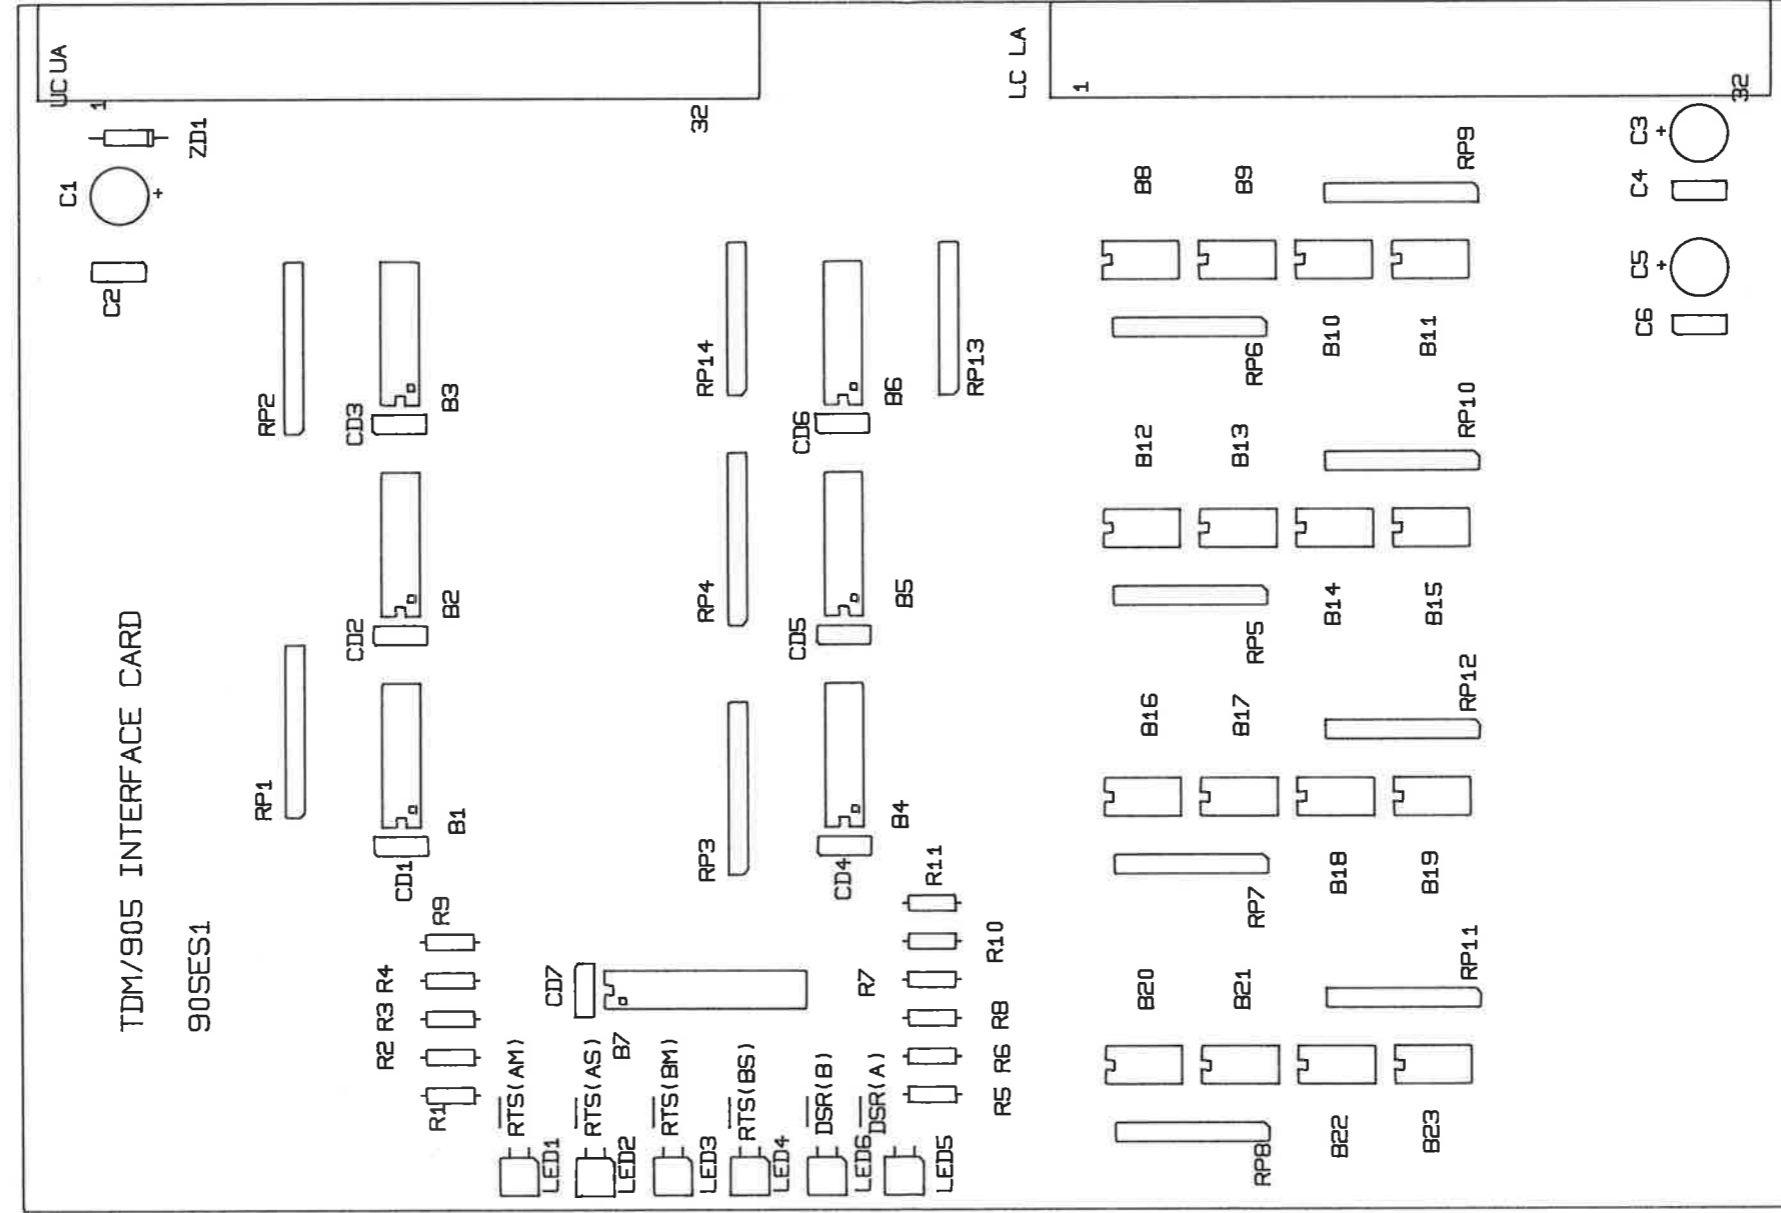 UC UA
1
32
LC LA
1
32
ZD1
C1
C2
C3
+
C4
C5
+
C6
+
RP2
CD3
B3
RP14
B6
CD6
RP13
B8
B9
RP9
RP6
B10
B11
CD2
B2
RP4
CD5
B5
B12
B13
RP10
RP5
B14
B15
TDM/905 INTERFACE CARD
90SES1
RP1
CD1
B1
RP3
CD4
B4
B16
B17
RP12
RP7
B18
B19
R9
R4
R3
R2
R1
CD7
B7
R11
R10
R7
R8
R6
R5
B20
B21
RP11
RP8
B22
B23
RTS(AM)
LED1
RTS(AS)
LED2
RTS(BM)
LED3
RTS(BS)
LED4
DSR(B)
LED6
DSR(A)
LED5